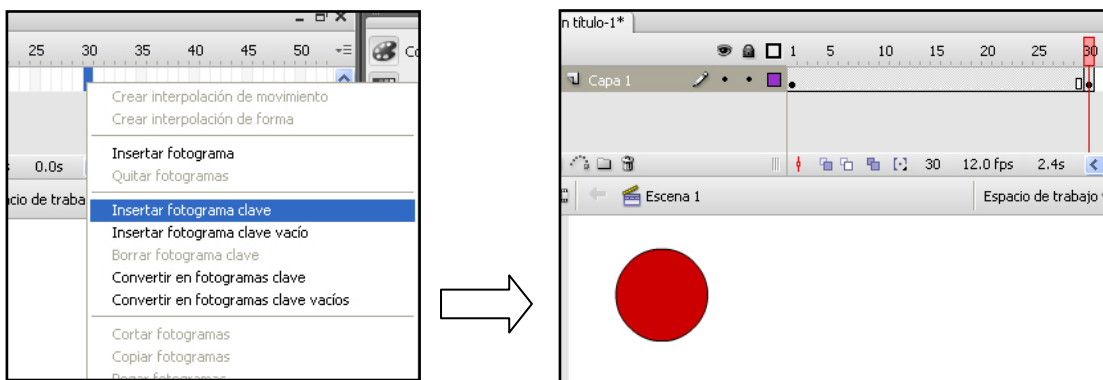 25 30 35 40 45 50
Crear interpolación de movimiento
Crear interpolación de forma
Insertar fotograma
Quitar fotogramas
0.0s
Insertar fotograma clave
Insertar fotograma clave vacío
Borrar fotograma clave
Convertir en fotogramas clave
Convertir en fotogramas clave vacíos
Cortar fotogramas
Copiar fotogramas
Pegar fotogramas
n título-1*
1 5 10 15 20 25 30
Capa 1
30 12.0 fps 2.4s
Escena 1
Espacio de trabajo